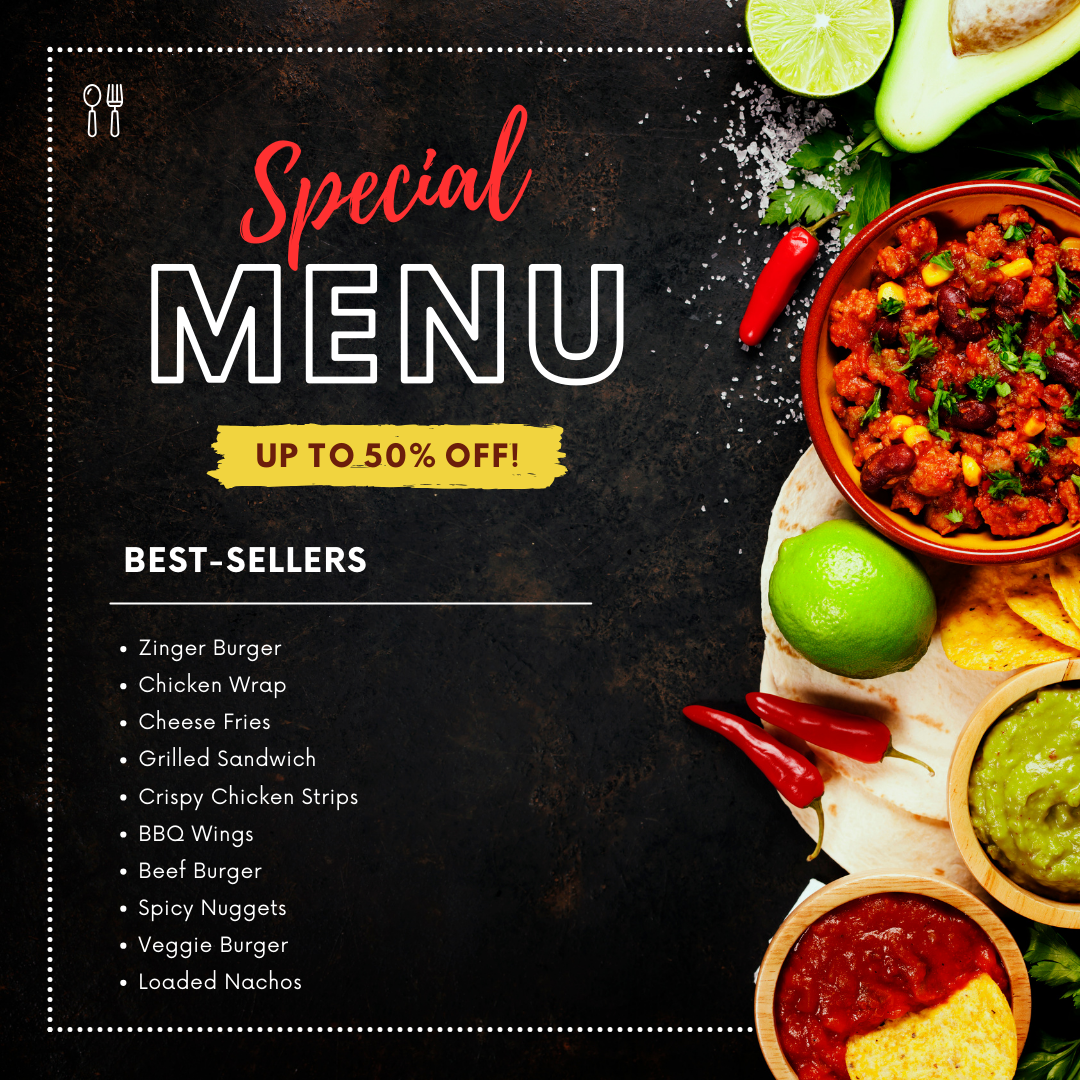 Special
MENU
UP TO 50% OFF!
BEST-SELLERS
• Zinger Burger
• Chicken Wrap
• Cheese Fries
• Grilled Sandwich
• Crispy Chicken Strips
• BBQ Wings
• Beef Burger
• Spicy Nuggets
• Veggie Burger
• Loaded Nachos